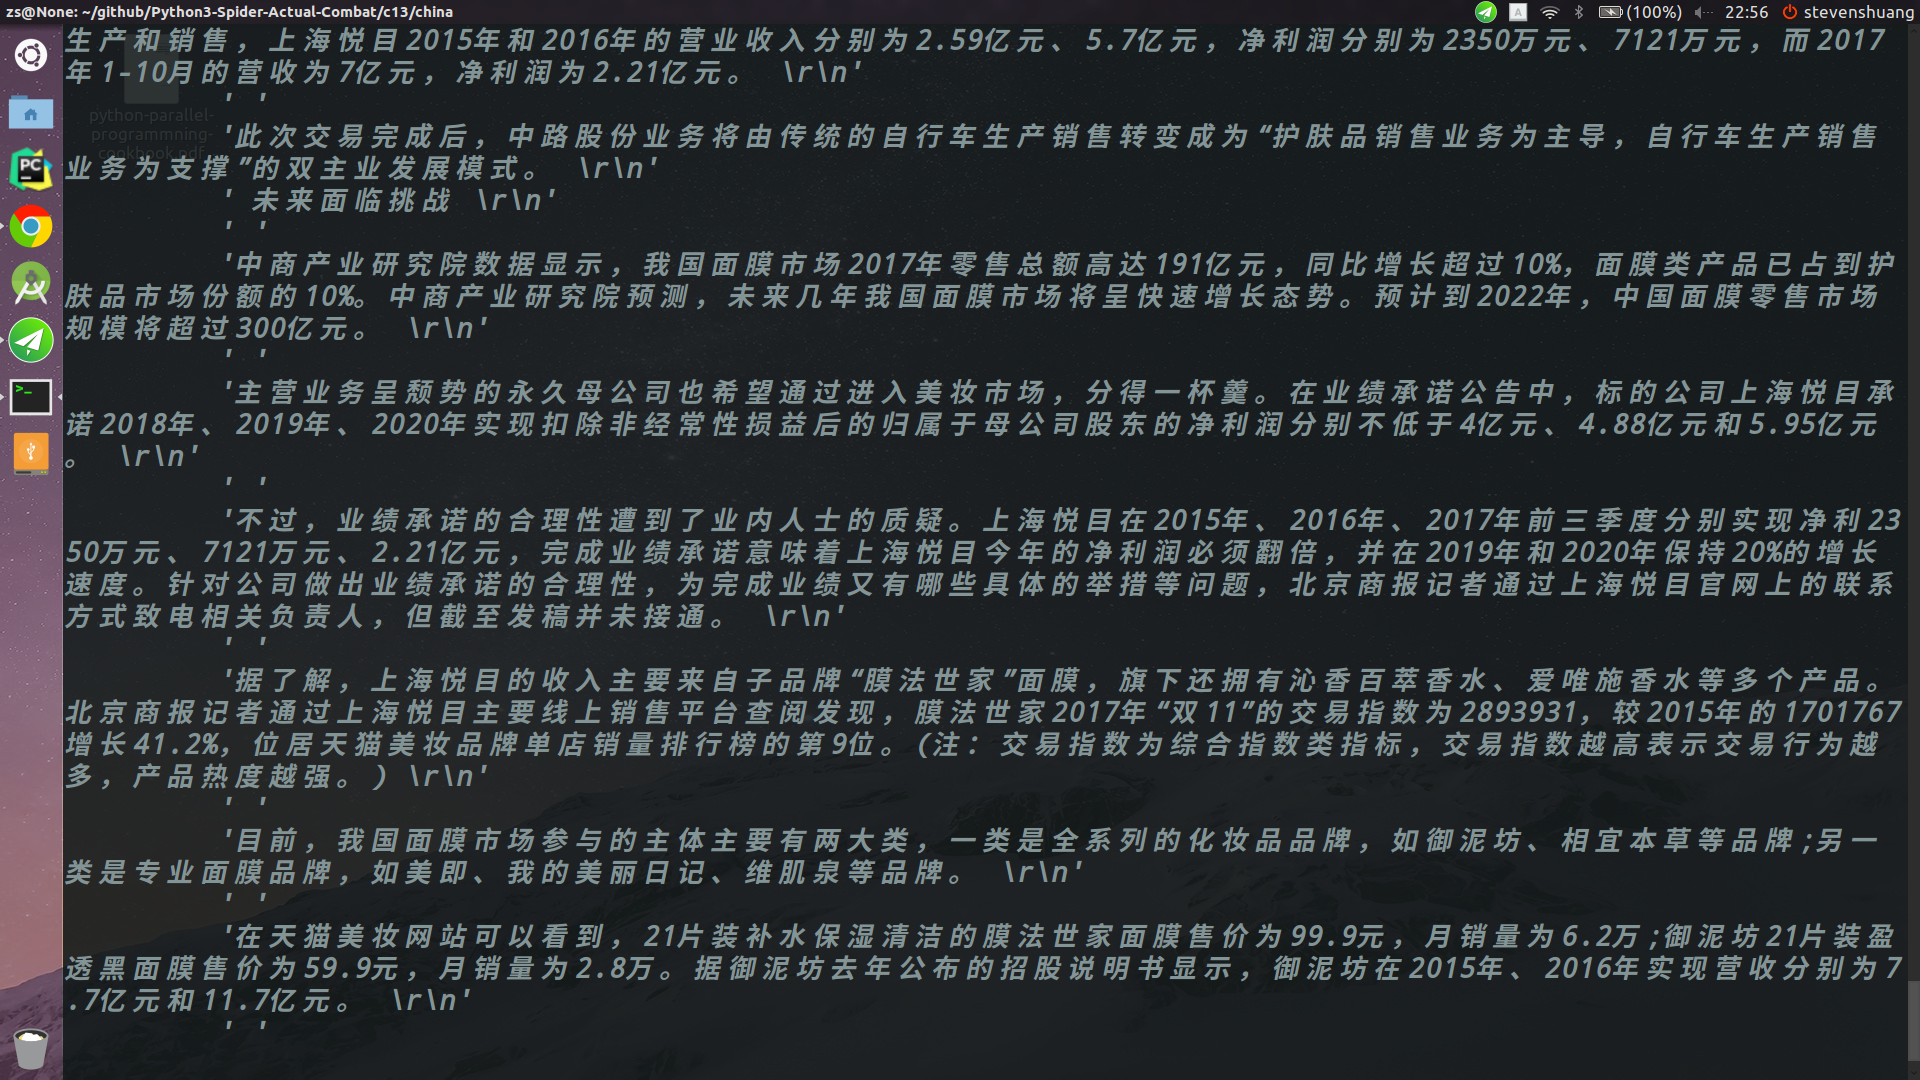 zs@None: ~/github/Python3-Spider-Actual-Combat/c13/china
A
(100%)
22:56
stevenshuang
生产和销售，上海悦目2015年和2016年的营业收入分别为2.59亿元、5.7亿元，净利润分别为2350万元、7121万元，而2017
年1-10月的营收为7亿元，净利润为2.21亿元。 \r\n'
' '
python-parallel-
programmning-
cookbook.pdf
'此次交易完成后，中路股份业务将由传统的自行车生产销售转变成为“护肤品销售业务为主导，自行车生产销售
业务为支撑”的双主业发展模式。 \r\n'
' 未来面临挑战 \r\n'
' '
'中商产业研究院数据显示，我国面膜市场2017年零售总额高达191亿元，同比增长超过10%，面膜类产品已占到护
肤品市场份额的10%。中商产业研究院预测，未来几年我国面膜市场将呈快速增长态势。预计到2022年，中国面膜零售市场
规模将超过300亿元。 \r\n'
' '
'主营业务呈颓势的永久母公司也希望通过进入美妆市场，分得一杯羹。在业绩承诺公告中，标的公司上海悦目承
诺2018年、2019年、2020年实现扣除非经常性损益后的归属于母公司股东的净利润分别不低于4亿元、4.88亿元和5.95亿元
。 \r\n'
' '
'不过，业绩承诺的合理性遭到了业内人士的质疑。上海悦目在2015年、2016年、2017年前三季度分别实现净利23
50万元、7121万元、2.21亿元，完成业绩承诺意味着上海悦目今年的净利润必须翻倍，并在2019年和2020年保持20%的增长
速度。针对公司做出业绩承诺的合理性，为完成业绩又有哪些具体的举措等问题，北京商报记者通过上海悦目官网上的联系
方式致电相关负责人，但截至发稿并未接通。 \r\n'
' '
'据了解，上海悦目的收入主要来自子品牌“膜法世家”面膜，旗下还拥有沁香百萃香水、爱唯施香水等多个产品。
北京商报记者通过上海悦目主要线上销售平台查阅发现，膜法世家2017年“双11”的交易指数为2893931，较2015年的1701767
增长41.2%，位居天猫美妆品牌单店销量排行榜的第9位。(注：交易指数为综合指数类指标，交易指数越高表示交易行为越
多，产品热度越强。) \r\n'
' '
'目前，我国面膜市场参与的主体主要有两大类，一类是全系列的化妆品品牌，如御泥坊、相宜本草等品牌;另一
类是专业面膜品牌，如美即、我的美丽日记、维肌泉等品牌。 \r\n'
' '
'在天猫美妆网站可以看到，21片装补水保湿清洁的膜法世家面膜售价为99.9元，月销量为6.2万;御泥坊21片装盈
透黑面膜售价为59.9元，月销量为2.8万。据御泥坊去年公布的招股说明书显示，御泥坊在2015年、2016年实现营收分别为7
.7亿元和11.7亿元。 \r\n'
' '
PC
>_